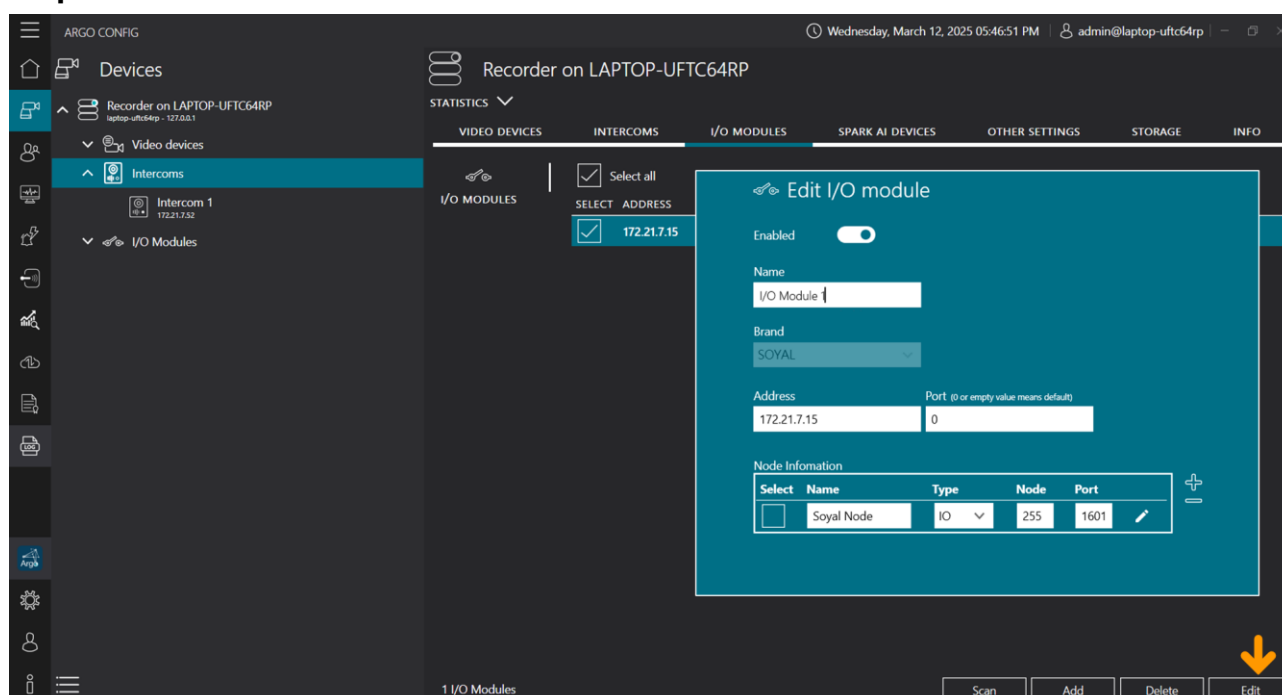 ARGO CONFIG
Wednesday, March 12, 2025 05:46:51 PM
admin@laptop-uftc64rp
Devices
Recorder on LAPTOP-UFTC64RP
Recorder on LAPTOP-UFTC64RP
laptop-uftc64rp - 127.0.0.1
STATISTICS
VIDEO DEVICES INTERCOMS I/O MODULES SPARK AI DEVICES OTHER SETTINGS STORAGE INFO
Video devices
Intercoms
Intercom 1
172.21.7.52
I/O Modules
I/O MODULES
Select all
SELECT ADDRESS
172.21.7.15
Edit I/O module
Enabled
Name
I/O Module 1
Brand
SOYAL
Address Port (0 or empty value means default)
172.21.7.15 0
Node Infomation
Select Name Type Node Port
Soyal Node IO 255 1601
LOG
Argo
1 I/O Modules
Scan Add Delete Edit